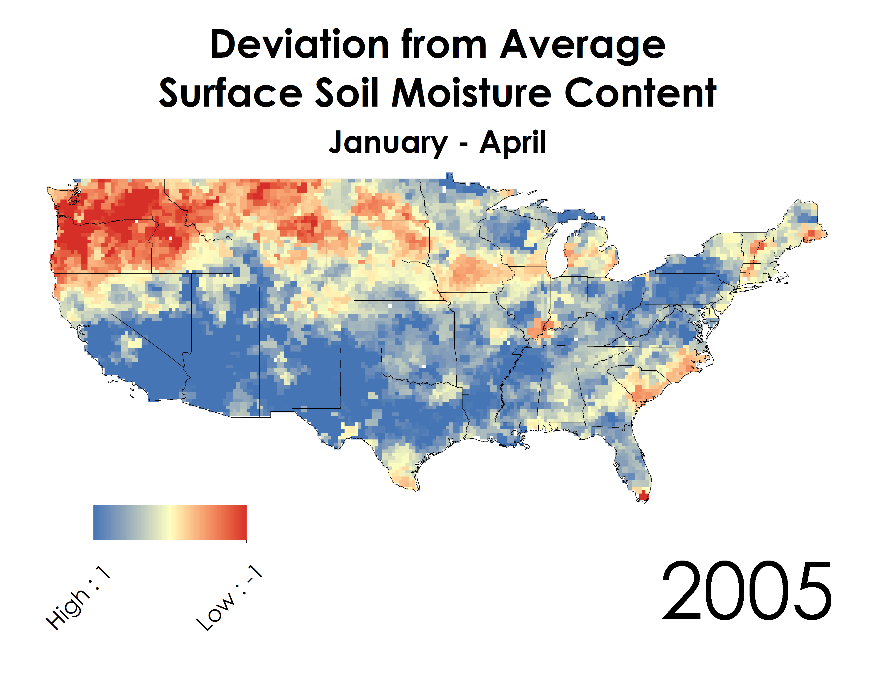 Deviation from Average
Surface Soil Moisture Content
January - April
High : 1
Low : -1
2005